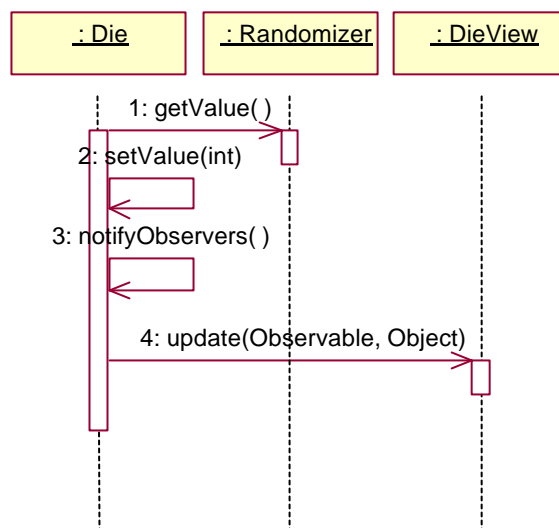 : Die
: Randomizer
: DieView
1: getValue( )
2: setValue(int)
3: notifyObservers( )
4: update(Observable, Object)